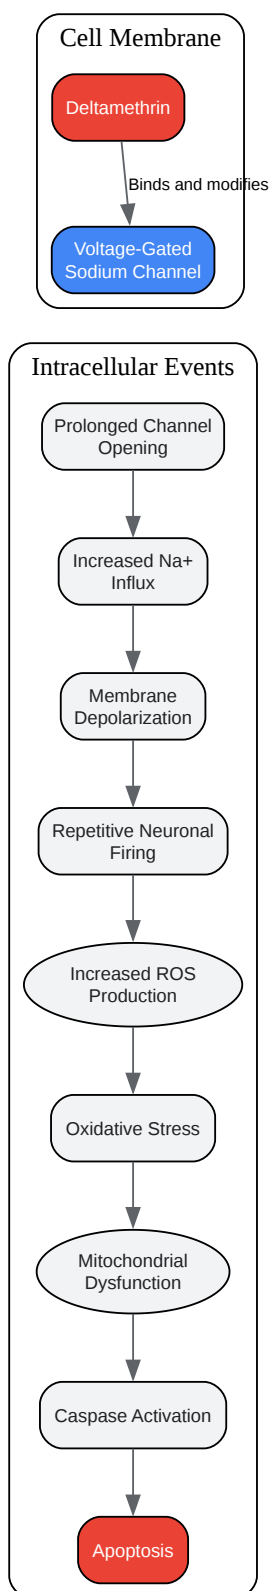 Cell Membrane
Deltamethrin
Binds and modifies
Voltage-Gated
Sodium Channel
Intracellular Events
Prolonged Channel
Opening
Increased Na+
Influx
Membrane
Depolarization
Repetitive Neuronal
Firing
Increased ROS
Production
Oxidative Stress
Mitochondrial
Dysfunction
Caspase Activation
Apoptosis